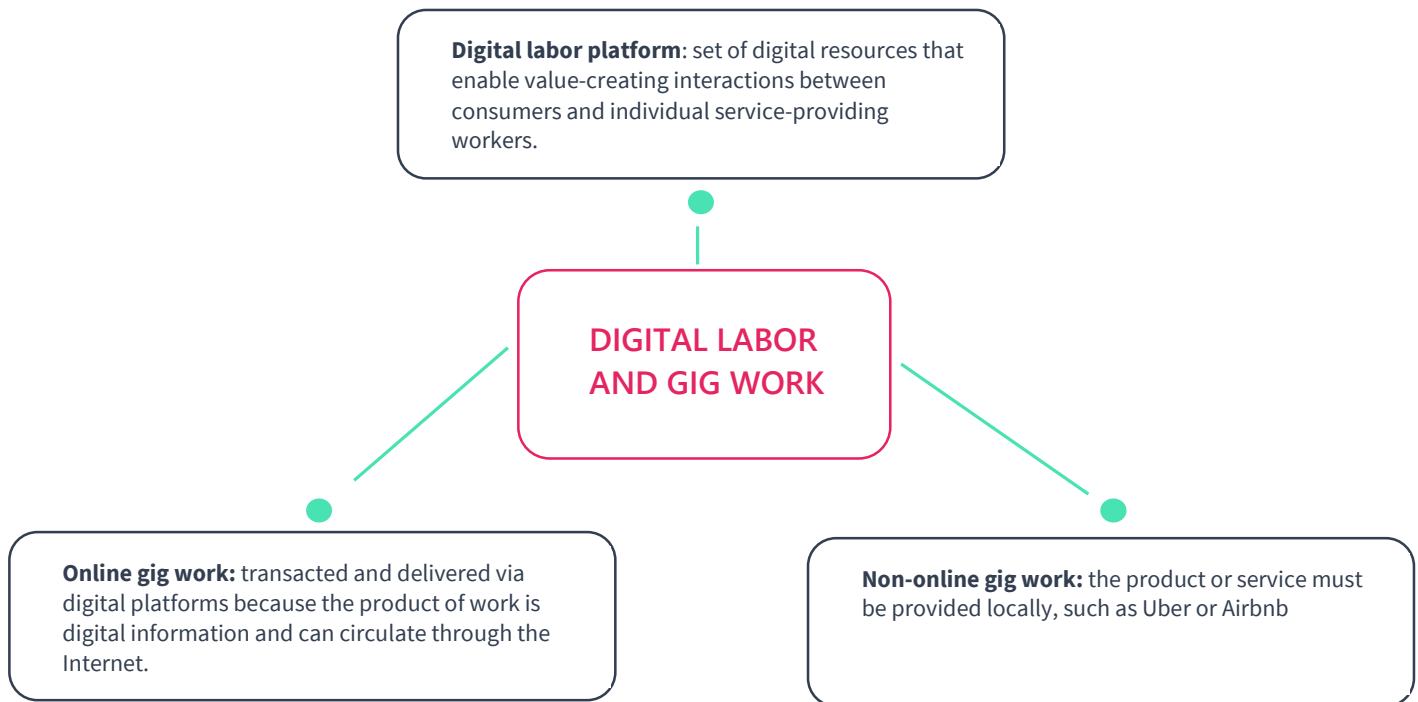 Digital labor platform: set of digital resources that
enable value-creating interactions between
consumers and individual service-providing
workers.
DIGITAL LABOR
AND GIG WORK
Online gig work: transacted and delivered via
digital platforms because the product of work is
digital information and can circulate through the
Internet.
Non-online gig work: the product or service must
be provided locally, such as Uber or Airbnb